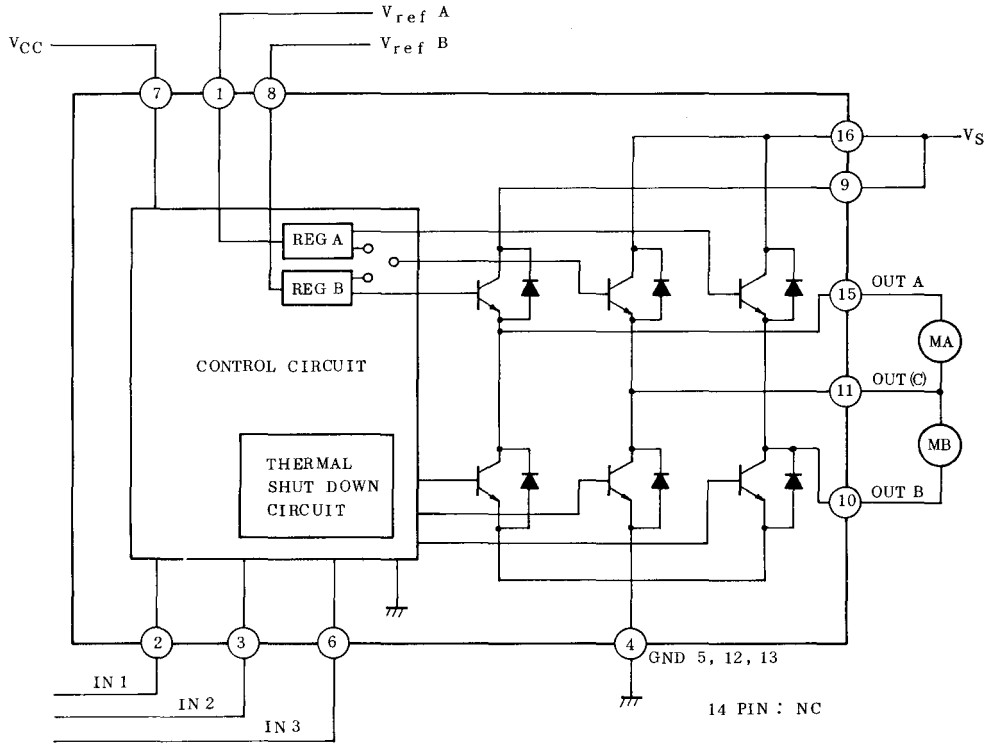 V_ref A
V_CC
V_ref B
7
1
8
16
V_S
9
REG A
REG B
15
OUT A
MA
CONTROL CIRCUIT
11
OUT (C)
MB
THERMAL
SHUT DOWN
CIRCUIT
10
OUT B
2
3
6
4
GND 5, 12, 13
IN 1
IN 2
14 PIN : NC
IN 3